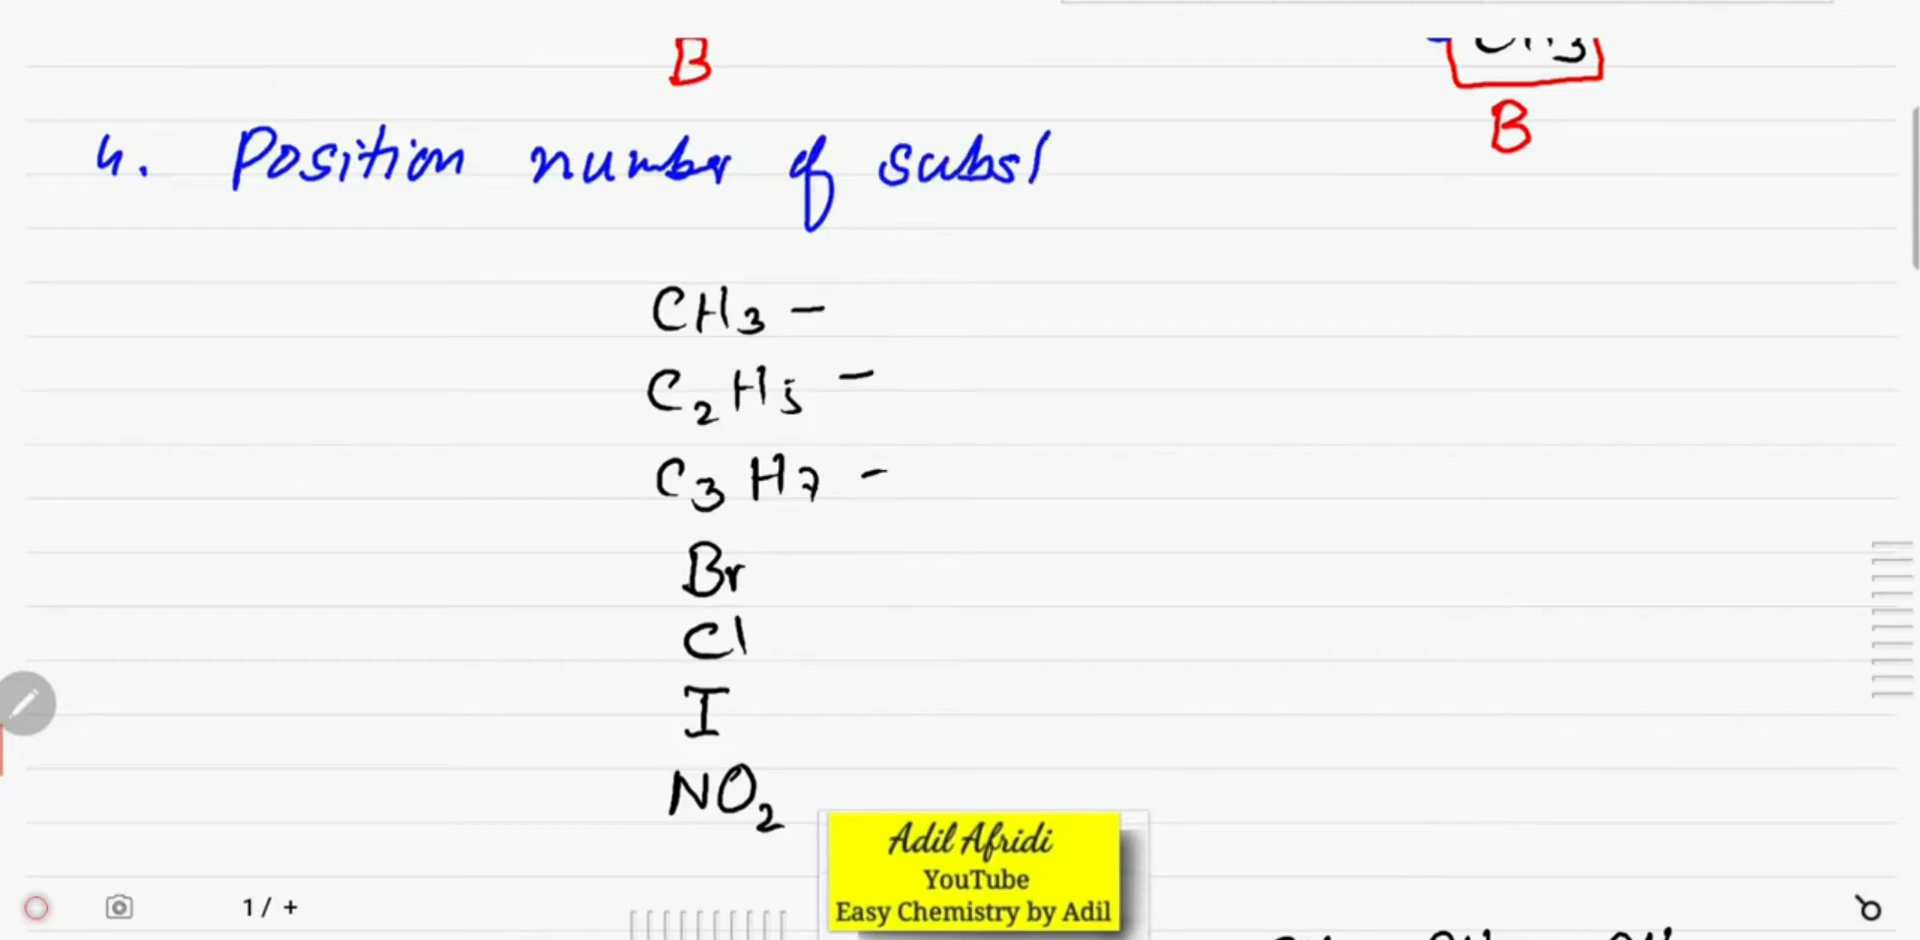 B
CH3
B
4. Position number of subs
CH3 -
C2H5 -
C3H7 -
Br
Cl
I
NO2
Adil Afridi
YouTube
Easy Chemistry by Adil
1/ +